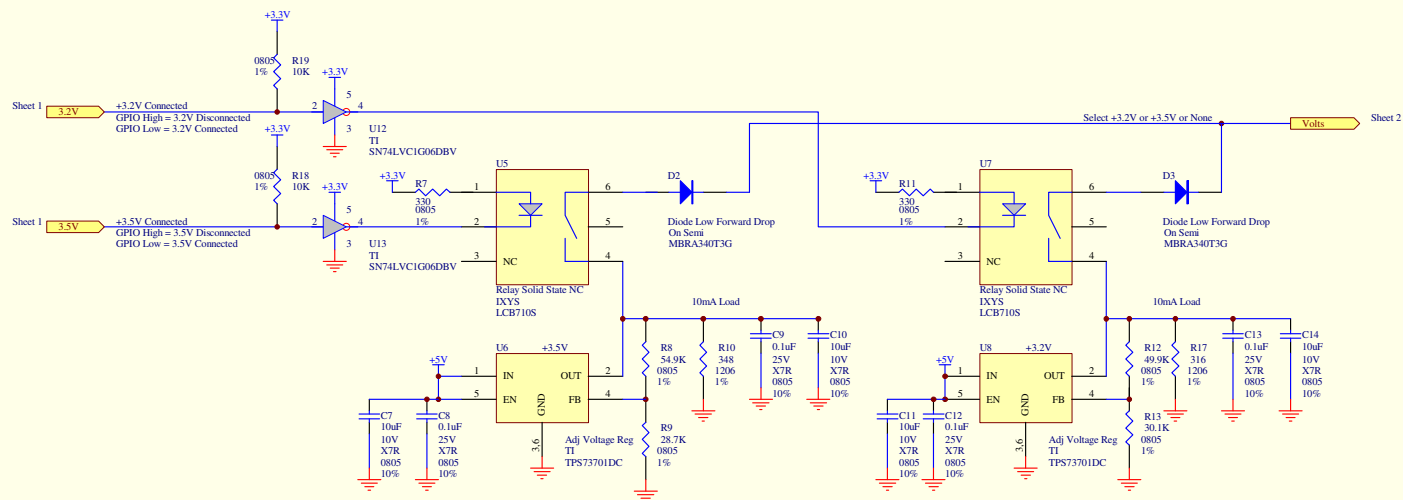 +3.3V
0805
1%
R19
10K
+3.3V
Sheet 1
3.2V
+3.2V Connected
GPIO High = 3.2V Disconnected
GPIO Low = 3.2V Connected
2
5
4
3
U12
TI
SN74LVC1G06DBV
+3.3V
0805
1%
R18
10K
+3.3V
Sheet 1
3.5V
+3.5V Connected
GPIO High = 3.5V Disconnected
GPIO Low = 3.5V Connected
2
5
4
3
U13
TI
SN74LVC1G06DBV
+3.3V
R7
330
0805
1%
U5
1
2
3
NC
6
5
4
Relay Solid State NC
IXYS
LCB710S
D2
Diode Low Forward Drop
On Semi
MBRA340T3G
+3.3V
R11
330
0805
1%
U7
1
2
3
NC
6
5
4
Relay Solid State NC
IXYS
LCB710S
D3
Diode Low Forward Drop
On Semi
MBRA340T3G
Select +3.2V or +3.5V or None
Volts
Sheet 2
+5V
C7
10uF
10V
X7R
0805
10%
C8
0.1uF
25V
X7R
0805
10%
U6
+3.5V
1
IN
OUT
2
5
EN
GND
FB
4
3,6
Adj Voltage Reg
TI
TPS73701DC
10mA Load
R8
54.9K
0805
1%
R9
28.7K
0805
1%
R10
348
1206
1%
C9
0.1uF
25V
X7R
0805
10%
C10
10uF
10V
X7R
0805
10%
+5V
C11
10uF
10V
X7R
0805
10%
C12
0.1uF
25V
X7R
0805
10%
U8
+3.2V
1
IN
OUT
2
5
EN
GND
FB
4
3,6
Adj Voltage Reg
TI
TPS73701DC
10mA Load
R12
49.9K
0805
1%
R13
30.1K
0805
1%
R17
316
1206
1%
C13
0.1uF
25V
X7R
0805
10%
C14
10uF
10V
X7R
0805
10%